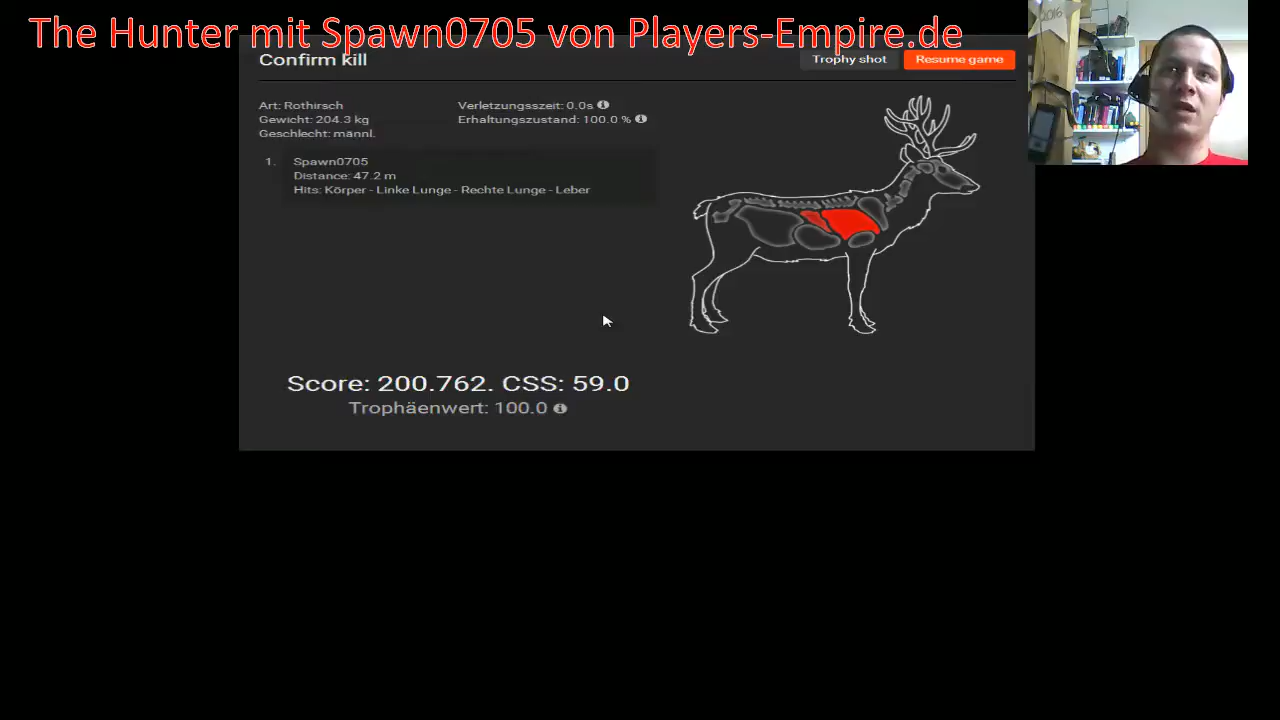 The Hunter mit Spawn0705 von Players-Empire.de
Confirm kill
Trophy shot
Resume game
Art: Rothirsch
Gewicht: 204.3 kg
Geschlecht: männl.
Verletzungszeit: 0.0s
Erhaltungszustand: 100.0 %
1. Spawn0705
Distance: 47.2 m
Hits: Körper - Linke Lunge - Rechte Lunge - Leber
Score: 200.762. CSS: 59.0
Trophäenwert: 100.0
2016